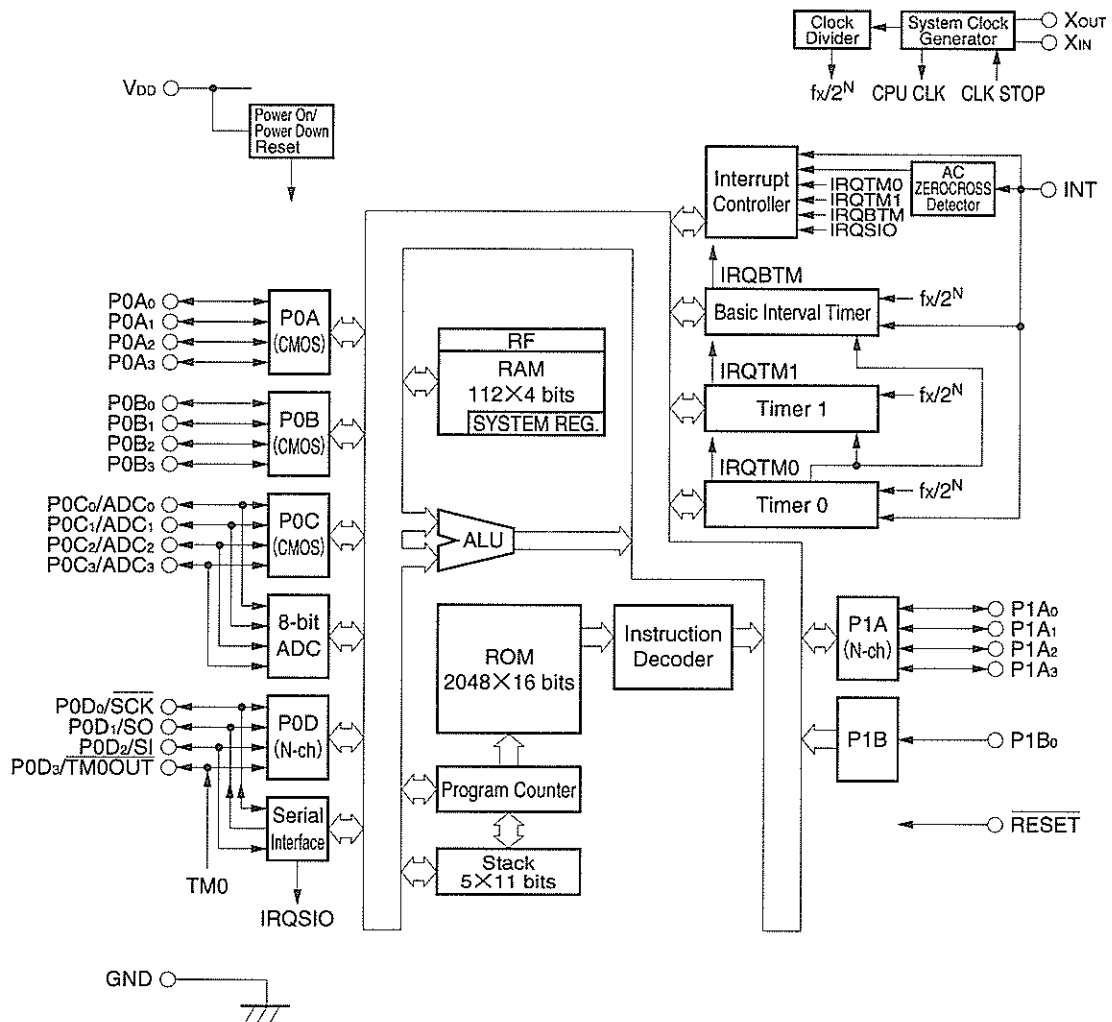 Clock
Divider
System Clock
Generator
XOUT
XIN
fx/2ᴺ
CPU CLK
CLK STOP
VDD
Power On/
Power Down
Reset
Interrupt
Controller
IRQTM0
IRQTM1
IRQBTM
IRQSIO
AC
ZEROCROSS
Detector
INT
IRQBTM
Basic Interval Timer
fx/2ᴺ
IRQTM1
Timer 1
fx/2ᴺ
IRQTM0
Timer 0
fx/2ᴺ
P0A₀
P0A₁
P0A₂
P0A₃
P0A
(CMOS)
P0B₀
P0B₁
P0B₂
P0B₃
P0B
(CMOS)
P0C₀/ADC₀
P0C₁/ADC₁
P0C₂/ADC₂
P0C₃/ADC₃
P0C
(CMOS)
8-bit
ADC
P0D₀/S̅C̅K̅
P0D₁/SO
P0D₂/SI
P0D₃/T̅M̅0̅O̅U̅T̅
P0D
(N-ch)
Serial
Interface
TM0
IRQSIO
GND
RF
RAM
112×4 bits
SYSTEM REG.
ALU
ROM
2048×16 bits
Instruction
Decoder
Program Counter
Stack
5×11 bits
P1A
(N-ch)
P1A₀
P1A₁
P1A₂
P1A₃
P1B
P1B₀
R̅E̅S̅E̅T̅